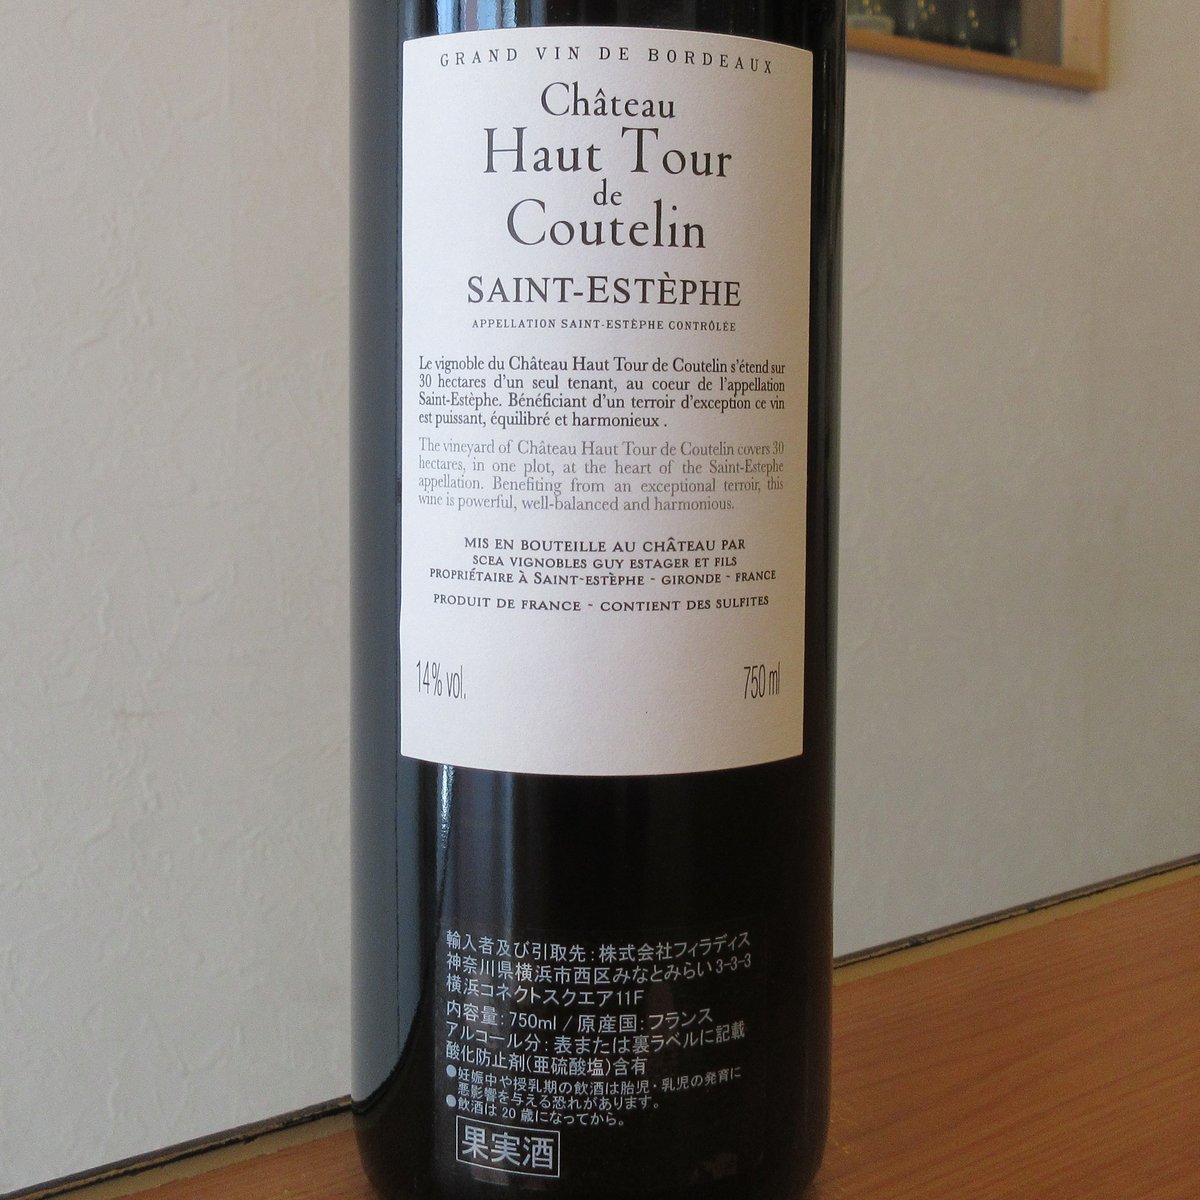 GRAND VIN DE BORDEAUX
Château
Haut Tour
de
Coutelin
SAINT-ESTÈPHE
APPELLATION SAINT-ESTÈPHE CONTRÔLÉE
Le vignoble du Château Haut Tour de Coutelin s'étend sur
30 hectares d'un seul tenant, au coeur de l'appellation
Saint-Estèphe. Bénéficiant d'un terroir d'exception ce vin
est puissant, équilibré et harmonieux .
The vineyard of Château Haut Tour de Coutelin covers 30
hectares, in one plot, at the heart of the Saint-Estephe
appellation. Benefiting from an exceptional terroir, this
wine is powerful, well-balanced and harmonious.
MIS EN BOUTEILLE AU CHÂTEAU PAR
SCEA VIGNOBLES GUY ESTAGER ET FILS
PROPRIÉTAIRE À SAINT-ESTÈPHE - GIRONDE - FRANCE
PRODUIT DE FRANCE - CONTIENT DES SULFITES
14% vol. 750 ml
輸入者及び引取先:株式会社フィラディス
神奈川県横浜市西区みなとみらい3-3-3
横浜コネクトスクエア11F
内容量:750ml / 原産国:フランス
アルコール分:表または裏ラベルに記載
酸化防止剤(亜硫酸塩)含有
●妊娠中や授乳期の飲酒は胎児・乳児の発育に
悪影響を与える恐れがあります。
●飲酒は20歳になってから。
果実酒